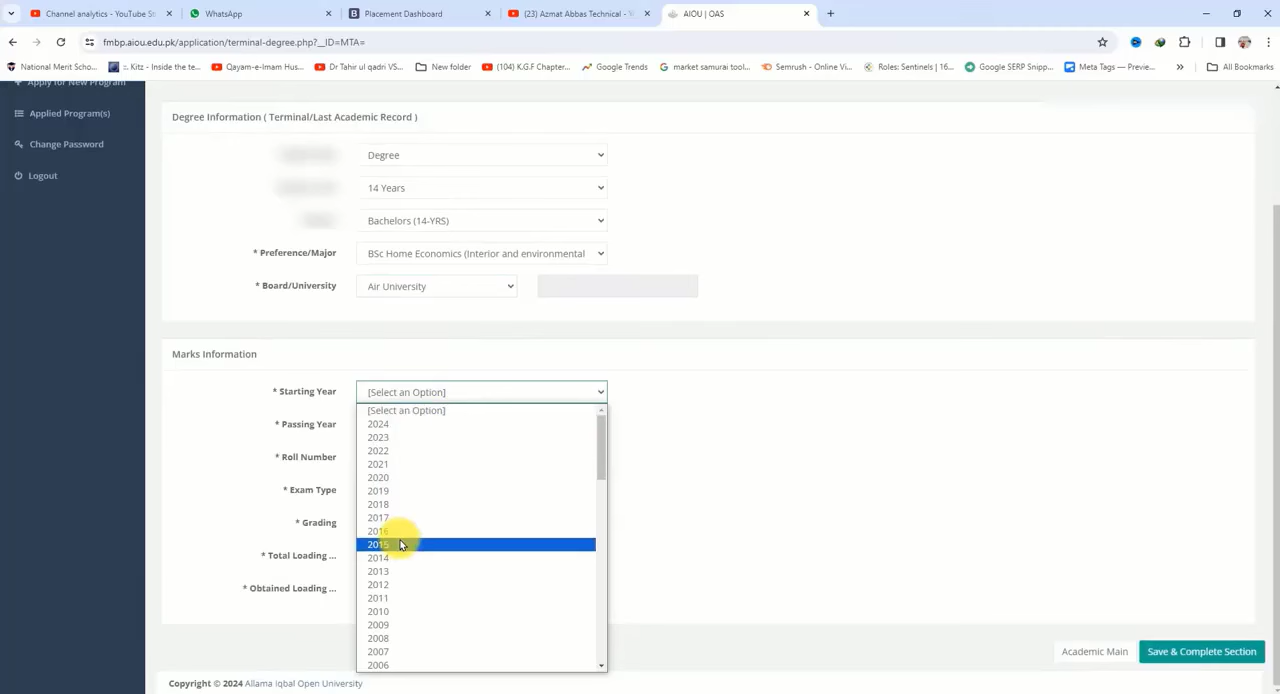 Channel analytics - YouTube St
WhatsApp
Placement Dashboard
(23) Azmat Abbas Technical -
AIOU | OAS
fmbp.aiou.edu.pk/application/terminal-degree.php?__ID=MTA=
National Merit Scho...
:. Kitz - Inside the te...
Qayam-e-Imam Hus...
Dr Tahir ul qadri VS...
New folder
(104) K.G.F Chapter...
Google Trends
market samurai tool...
Semrush - Online Vi...
Roles: Sentinels | 16...
Google SERP Snipp...
Meta Tags — Previe...
» All Bookmarks
Apply for New Program
Applied Program(s)
Change Password
Logout
Degree Information ( Terminal/Last Academic Record )
Degree
14 Years
Bachelors (14-YRS)
* Preference/Major BSc Home Economics (Interior and environmental
* Board/University Air University
Marks Information
* Starting Year [Select an Option]
[Select an Option]
2024
2023
2022
2021
2020
2019
2018
2017
2016
2015
2014
2013
2012
2011
2010
2009
2008
2007
2006
* Passing Year
* Roll Number
* Exam Type
* Grading
* Total Loading ...
* Obtained Loading ...
Academic Main Save & Complete Section
Copyright © 2024 Allama Iqbal Open University